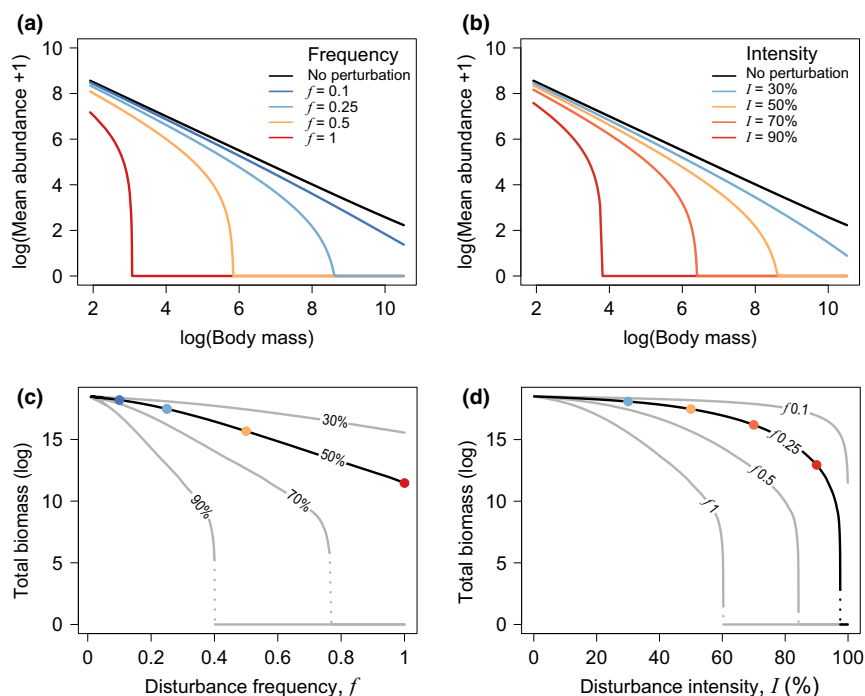 (a)
log(Mean abundance +1)
10
8
6
4
2
0
Frequency
No perturbation
f = 0.1
f = 0.25
f = 0.5
f = 1
2
4
6
8
10
log(Body mass)
(b)
log(Mean abundance +1)
10
8
6
4
2
0
Intensity
No perturbation
I = 30%
I = 50%
I = 70%
I = 90%
2
4
6
8
10
log(Body mass)
(c)
Total biomass (log)
15
10
5
0
30%
50%
70%
90%
0
0.2
0.4
0.6
0.8
1
Disturbance frequency, f
(d)
Total biomass (log)
15
10
5
0
f 0.1
f 0.25
f 0.5
f 1
0
20
40
60
80
100
Disturbance intensity, I (%)